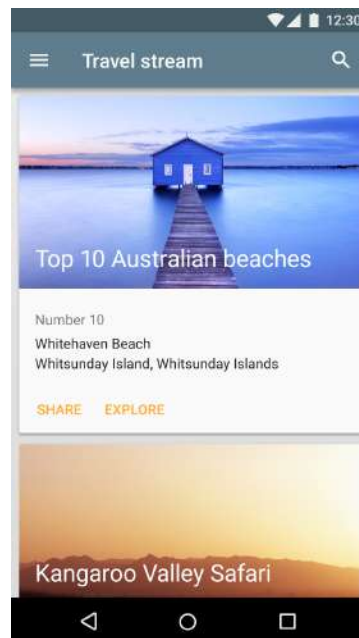 12:30
Travel stream
Top 10 Australian beaches
Number 10
Whitehaven Beach
Whitsunday Island, Whitsunday Islands
SHARE EXPLORE
Kangaroo Valley Safari